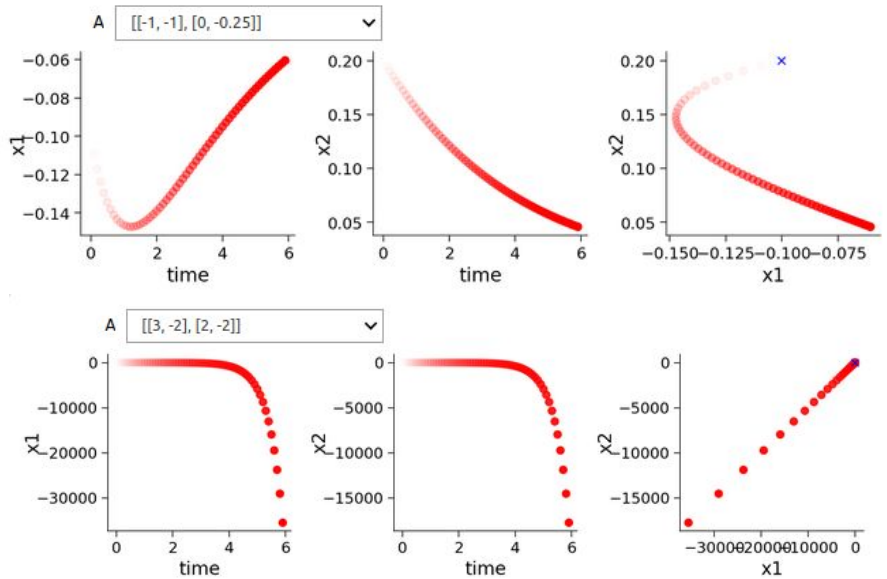 A [[-1, -1], [0, -0.25]]
−0.06
−0.08
−0.10
−0.12
−0.14
x1
0 2 4 6
time
0.20
0.15
0.10
0.05
x2
0 2 4 6
time
0.20
0.15
0.10
0.05
x2
−0.150 −0.125 −0.100 −0.075
x1
A [[3, -2], [2, -2]]
0
−10000
−20000
−30000
x1
0 2 4 6
time
0
−5000
−10000
−15000
x2
0 2 4 6
time
0
−5000
−10000
−15000
x2
−30000 −20000 −10000 0
x1